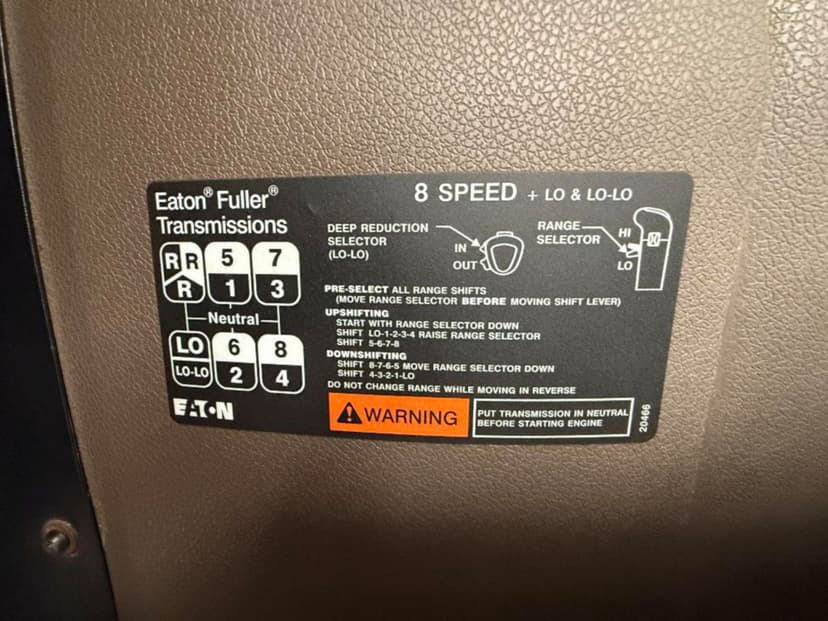 Eaton® Fuller®
Transmissions
R R 5 7
R 1 3
Neutral
LO 6 8
LO-LO 2 4
EATON
8 SPEED + LO & LO-LO
DEEP REDUCTION
SELECTOR
(LO-LO)
IN
OUT
RANGE
SELECTOR
HI
LO
PRE-SELECT ALL RANGE SHIFTS
(MOVE RANGE SELECTOR BEFORE MOVING SHIFT LEVER)
UPSHIFTING
START WITH RANGE SELECTOR DOWN
SHIFT LO-1-2-3-4 RAISE RANGE SELECTOR
SHIFT 5-6-7-8
DOWNSHIFTING
SHIFT 8-7-6-5 MOVE RANGE SELECTOR DOWN
SHIFT 4-3-2-1-LO
DO NOT CHANGE RANGE WHILE MOVING IN REVERSE
WARNING
PUT TRANSMISSION IN NEUTRAL
BEFORE STARTING ENGINE
20466